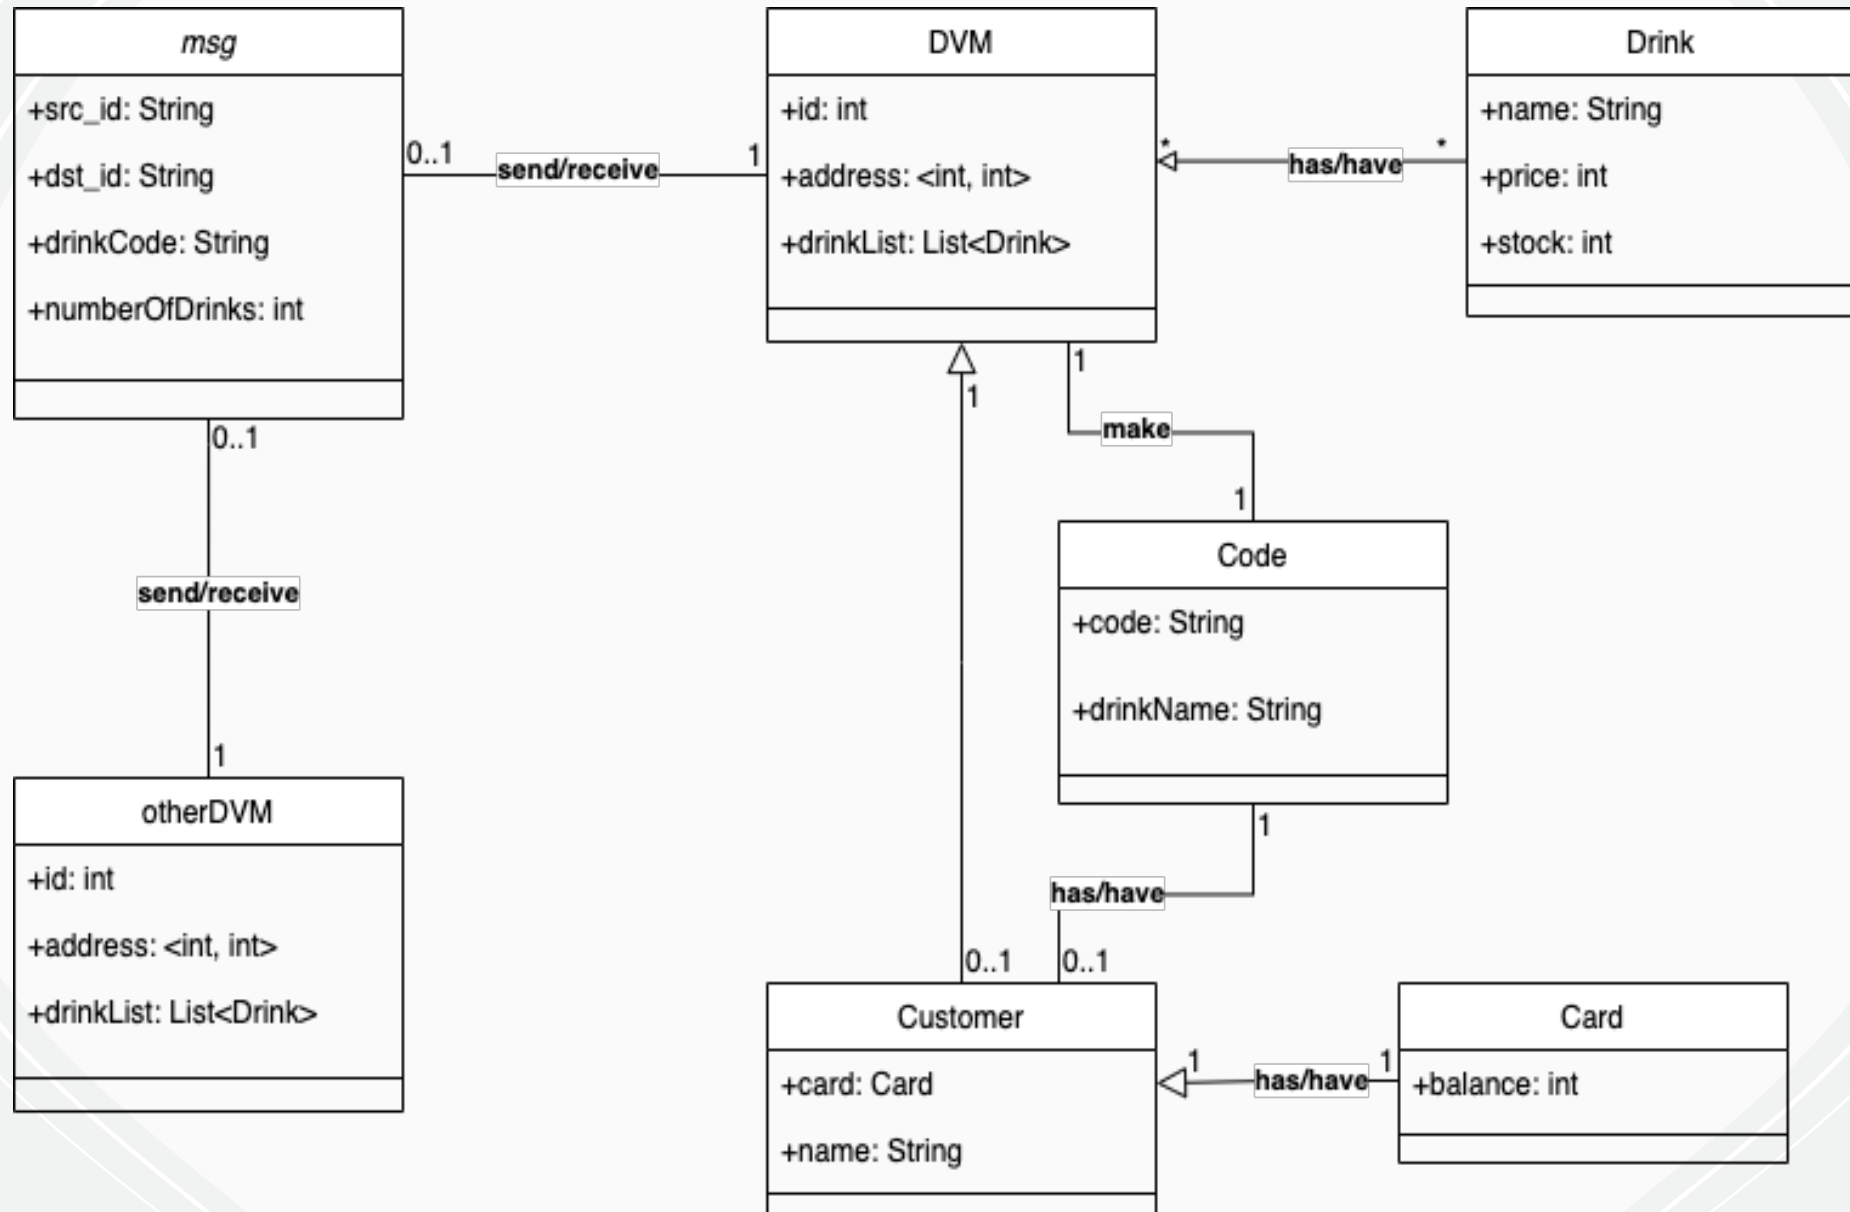 msg
+src_id: String
+dst_id: String
+drinkCode: String
+numberOfDrinks: int
0..1
send/receive
1
DVM
+id: int
+address: <int, int>
+drinkList: List<Drink>
*
has/have
*
Drink
+name: String
+price: int
+stock: int
1
1
make
1
Code
+code: String
+drinkName: String
1
has/have
0..1
0..1
0..1
send/receive
1
otherDVM
+id: int
+address: <int, int>
+drinkList: List<Drink>
Customer
+card: Card
+name: String
1
has/have
1
Card
+balance: int